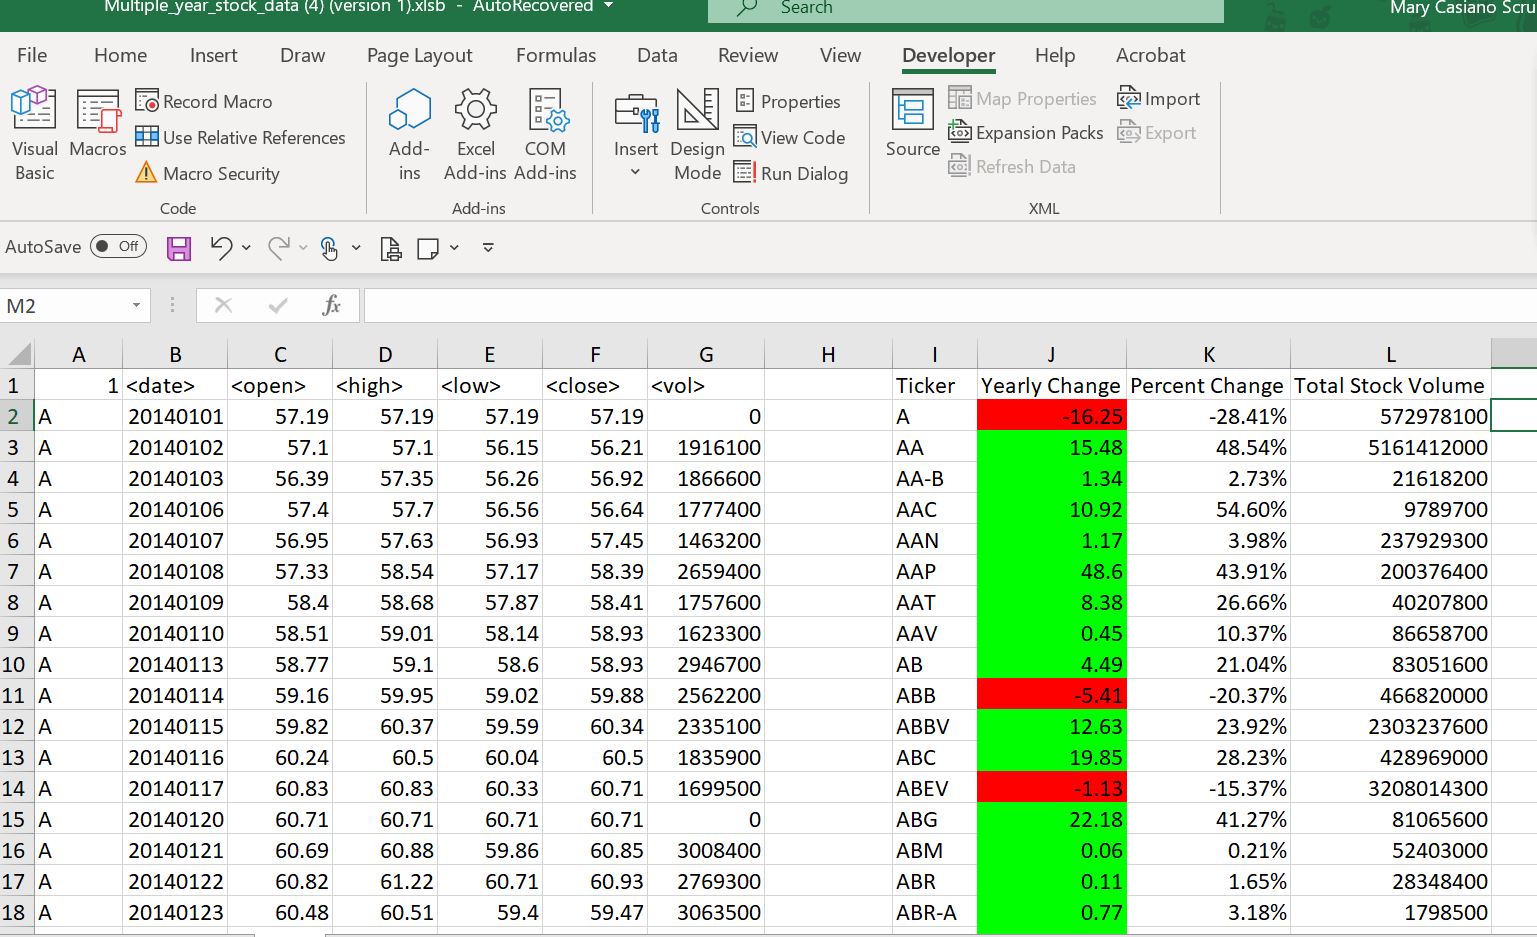 Multiple_year_stock_data (4) (version 1).xlsb - AutoRecovered
Search
Mary Casiano Scru
File Home Insert Draw Page Layout Formulas Data Review View Developer Help Acrobat
Visual Basic
Macros
Record Macro
Use Relative References
Macro Security
Code
Add-ins
Excel Add-ins
COM Add-ins
Add-ins
Insert
Design Mode
Properties
View Code
Run Dialog
Controls
Source
Map Properties
Expansion Packs
Refresh Data
Import
Export
XML
AutoSave Off
M2 fx
A B C D E F G H I J K L
1 1 <date> <open> <high> <low> <close> <vol> Ticker Yearly Change Percent Change Total Stock Volume
2 A 20140101 57.19 57.19 57.19 57.19 0 A -16.25 -28.41% 572978100
3 A 20140102 57.1 57.1 56.15 56.21 1916100 AA 15.48 48.54% 5161412000
4 A 20140103 56.39 57.35 56.26 56.92 1866600 AA-B 1.34 2.73% 21618200
5 A 20140106 57.4 57.7 56.56 56.64 1777400 AAC 10.92 54.60% 9789700
6 A 20140107 56.95 57.63 56.93 57.45 1463200 AAN 1.17 3.98% 237929300
7 A 20140108 57.33 58.54 57.17 58.39 2659400 AAP 48.6 43.91% 200376400
8 A 20140109 58.4 58.68 57.87 58.41 1757600 AAT 8.38 26.66% 40207800
9 A 20140110 58.51 59.01 58.14 58.93 1623300 AAV 0.45 10.37% 86658700
10 A 20140113 58.77 59.1 58.6 58.93 2946700 AB 4.49 21.04% 83051600
11 A 20140114 59.16 59.95 59.02 59.88 2562200 ABB -5.41 -20.37% 466820000
12 A 20140115 59.82 60.37 59.59 60.34 2335100 ABBV 12.63 23.92% 2303237600
13 A 20140116 60.24 60.5 60.04 60.5 1835900 ABC 19.85 28.23% 428969000
14 A 20140117 60.83 60.83 60.33 60.71 1699500 ABEV -1.13 -15.37% 3208014300
15 A 20140120 60.71 60.71 60.71 60.71 0 ABG 22.18 41.27% 81065600
16 A 20140121 60.69 60.88 59.86 60.85 3008400 ABM 0.06 0.21% 52403000
17 A 20140122 60.82 61.22 60.71 60.93 2769300 ABR 0.11 1.65% 28348400
18 A 20140123 60.48 60.51 59.4 59.47 3063500 ABR-A 0.77 3.18% 1798500